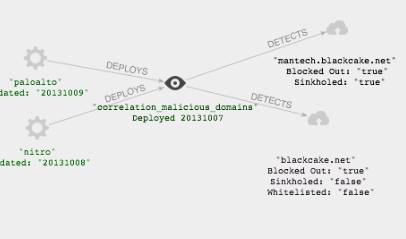 DETECTS
DEPLOYS
"mantech.blackcake.net"
Blocked Out: "true"
Sinkholed: "true"
"paloalto"
dated: "20131009"
DEPLOYS
DETECTS
"correlation_malicious_domains"
Deployed 20131007
"nitro"
dated: "20131008"
"blackcake.net"
Blocked Out: "true"
Sinkholed: "false"
Whitelisted: "false"